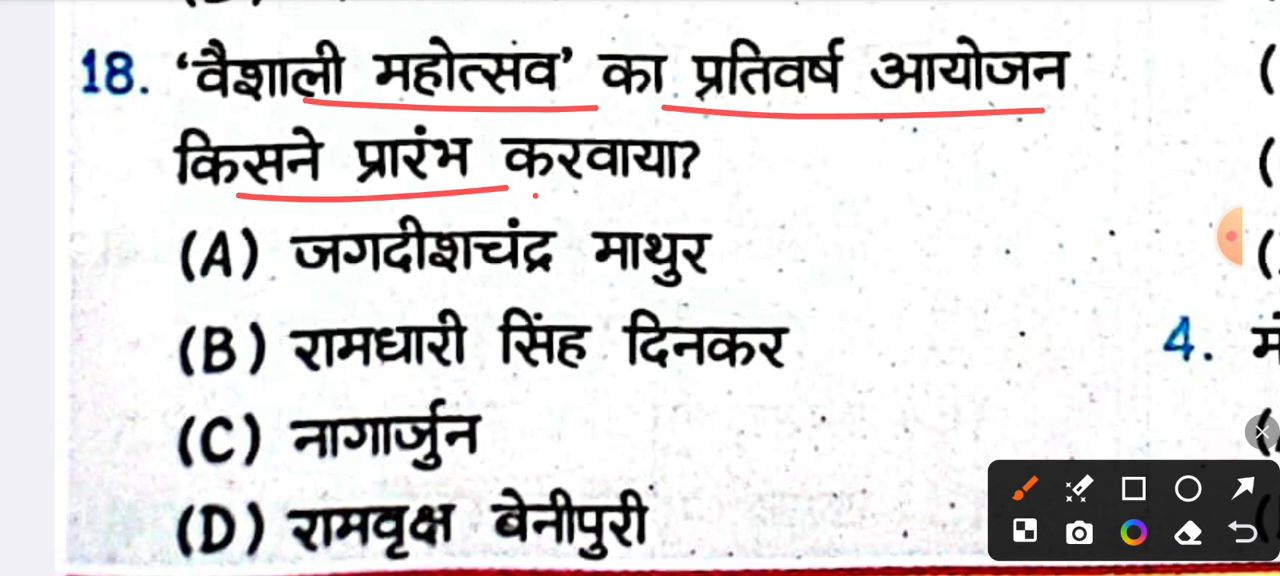 18. ‘वैशाली महोत्सव’ का प्रतिवर्ष आयोजन
किसने प्रारंभ करवाया?
(A) जगदीशचंद्र माथुर
(B) रामधारी सिंह दिनकर
(C) नागार्जुन
(D) रामवृक्ष बेनीपुरी
4.